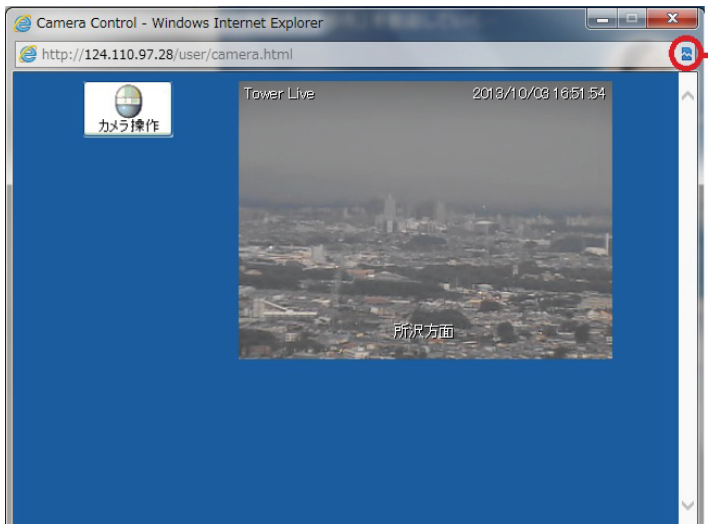 Camera Control - Windows Internet Explorer
http://124.110.97.28/user/camera.html
カメラ操作
Tower Live 2013/10/03 16:51:54
所沢方面